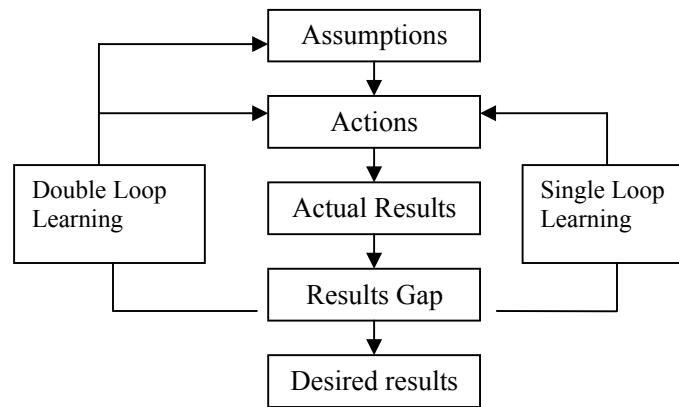 Assumptions
Actions
Double Loop
Learning
Actual Results
Single Loop
Learning
Results Gap
Desired results